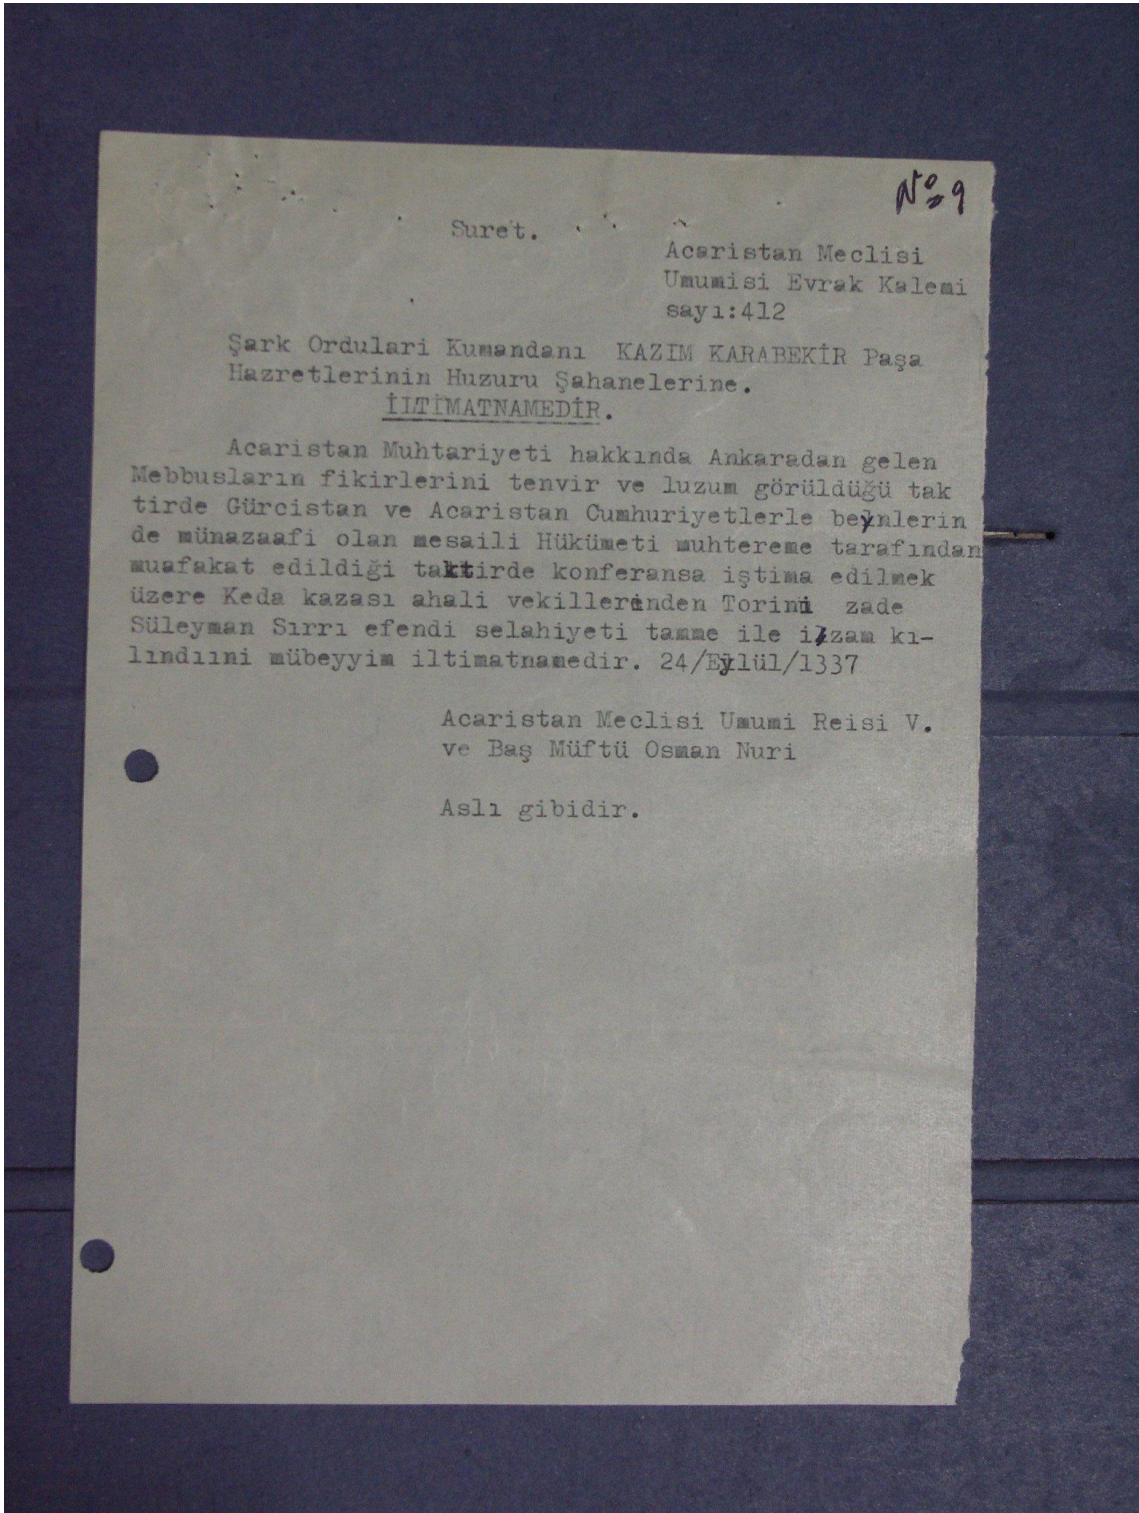 No 9
Suret.
Acaristan Meclisi
Umumisi Evrak Kalemi
sayı:412
Şark Ordulari Kumandanı KAZIM KARABEKİR Paşa
Hazretlerinin Huzuru Şahanelerine.
İLTİMATNAMEDİR.
Acaristan Muhtariyeti hakkında Ankaradan gelen
Mebbusların fikirlerini tenvir ve luzum görüldüğü tak
tirde Gürcistan ve Acaristan Cumhuriyetlerle beynlerin
de münazaafi olan mesaili Hükümeti muhtereme tarafından
muafakat edildiği taktirde konferansa iştima edilmek
üzere Keda kazası ahali vekillerinden Torini zade
Süleyman Sırrı efendi selahiyeti tamme ile izam kı-
lındıını mübeyyim iltimatnamedir. 24/Eylül/1337
Acaristan Meclisi Umumi Reisi V.
ve Baş Müftü Osman Nuri
Aslı gibidir.